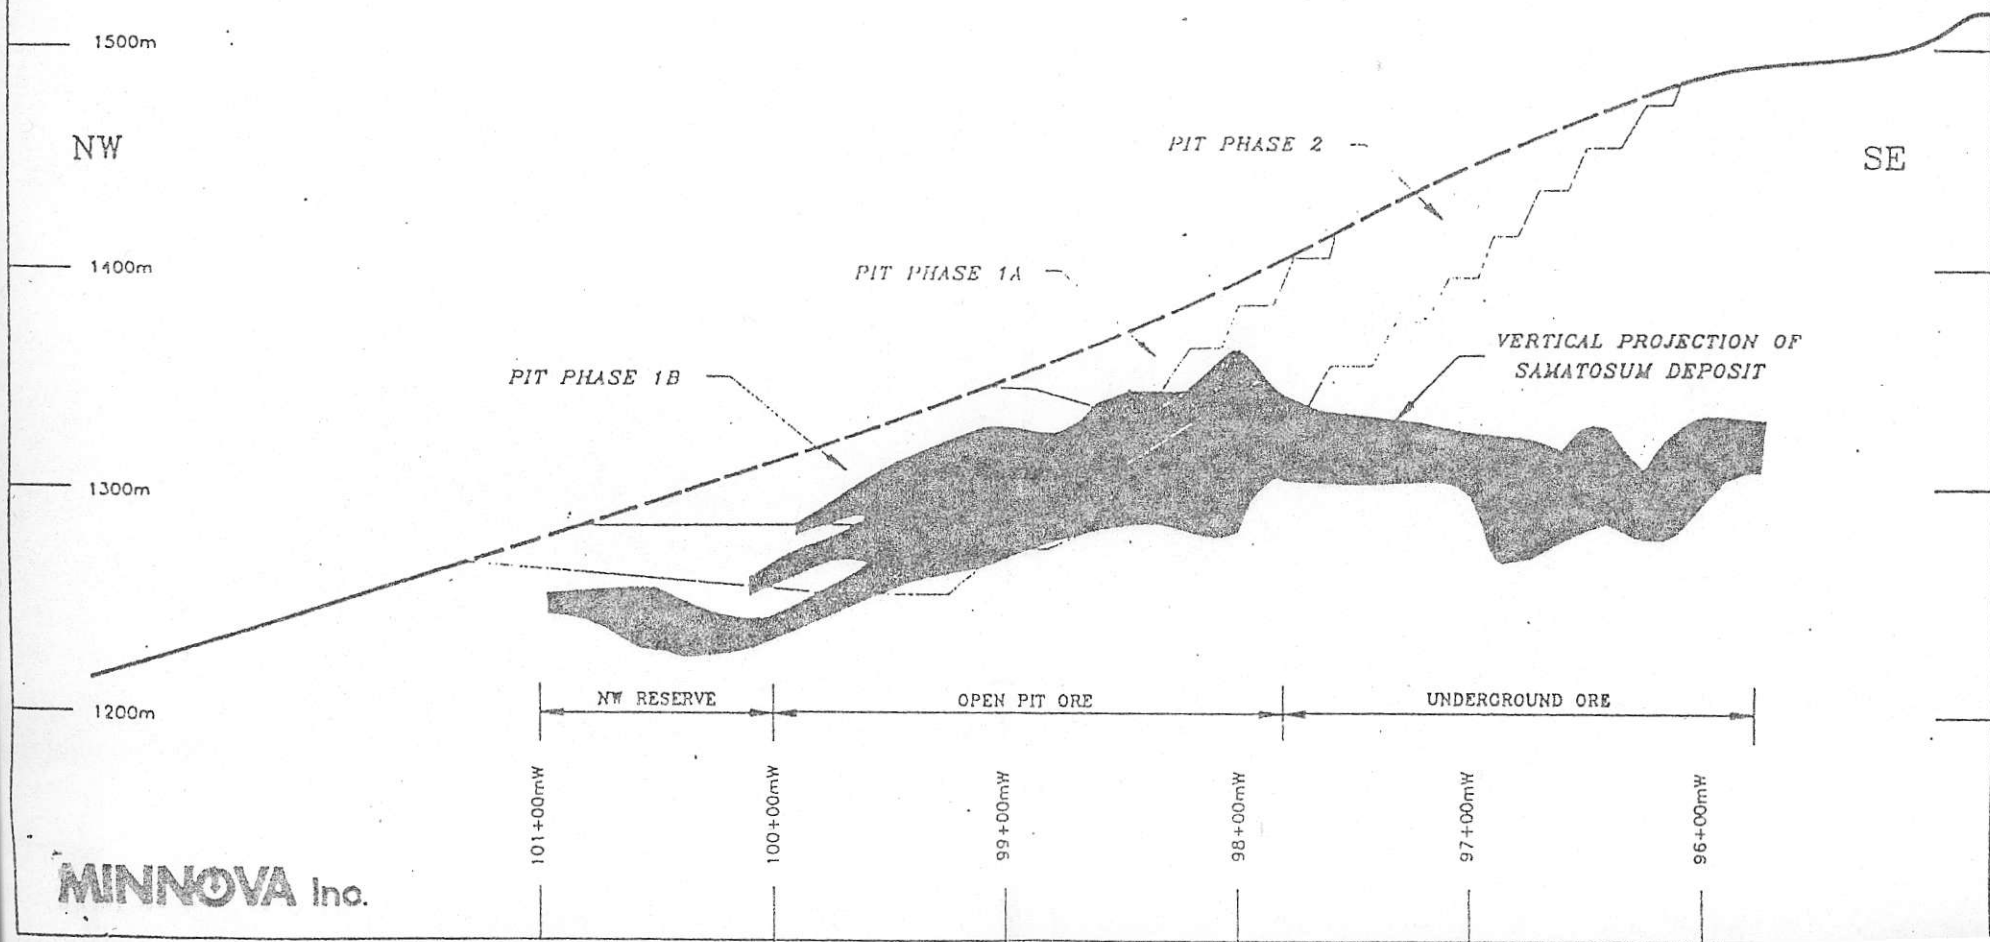 1500m
NW
PIT PHASE 2
SE
1400m
PIT PHASE 1A
VERTICAL PROJECTION OF
SAMATOSUM DEPOSIT
PIT PHASE 1B
1300m
NW RESERVE
OPEN PIT ORE
UNDERGROUND ORE
1200m
101+00mW
100+00mW
99+00mW
98+00mW
97+00mW
96+00mW
MINNOVA Inc.